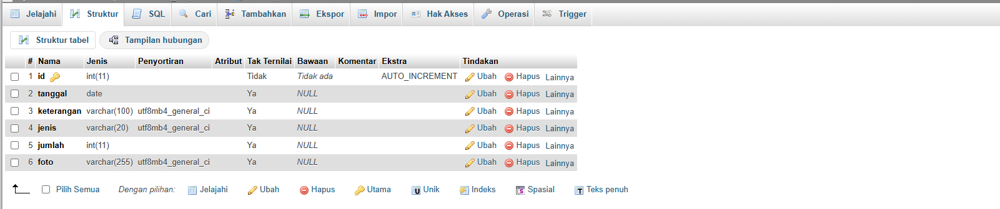 Jelajahi Struktur SQL Cari Tambahkan Ekspor Impor Hak Akses Operasi Trigger
Struktur tabel Tampilan hubungan
# Nama Jenis Penyortiran Atribut Tak Ternilai Bawaan Komentar Ekstra Tindakan
1 id int(11) Tidak Tidak ada AUTO_INCREMENT Ubah Hapus Lainnya
2 tanggal date Ya NULL Ubah Hapus Lainnya
3 keterangan varchar(100) utf8mb4_general_ci Ya NULL Ubah Hapus Lainnya
4 jenis varchar(20) utf8mb4_general_ci Ya NULL Ubah Hapus Lainnya
5 jumlah int(11) Ya NULL Ubah Hapus Lainnya
6 foto varchar(255) utf8mb4_general_ci Ya NULL Ubah Hapus Lainnya
Pilih Semua Dengan pilihan: Jelajahi Ubah Hapus Utama Unik Indeks Spasial Teks penuh